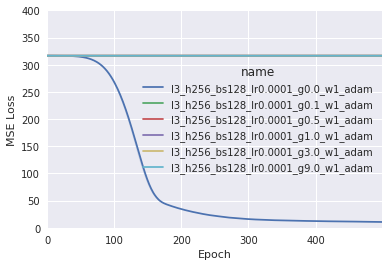 400
350
300
250
200
150
100
50
0
MSE Loss
name
l3_h256_bs128_lr0.0001_g0.0_w1_adam
l3_h256_bs128_lr0.0001_g0.1_w1_adam
l3_h256_bs128_lr0.0001_g0.5_w1_adam
l3_h256_bs128_lr0.0001_g1.0_w1_adam
l3_h256_bs128_lr0.0001_g3.0_w1_adam
l3_h256_bs128_lr0.0001_g9.0_w1_adam
0 100 200 300 400
Epoch